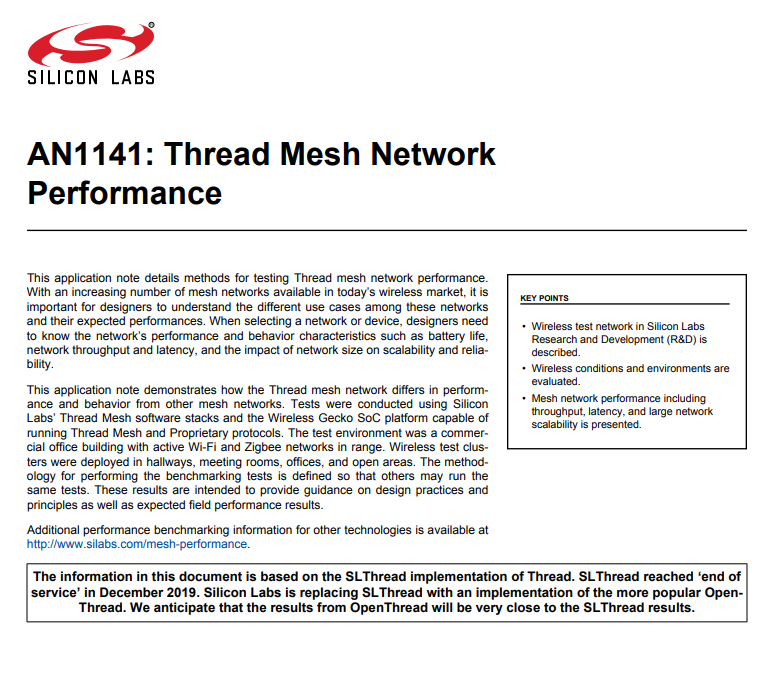 SILICON LABS
AN1141: Thread Mesh Network
Performance
This application note details methods for testing Thread mesh network performance.
With an increasing number of mesh networks available in today's wireless market, it is
important for designers to understand the different use cases among these networks
and their expected performances. When selecting a network or device, designers need
to know the network's performance and behavior characteristics such as battery life,
network throughput and latency, and the impact of network size on scalability and relia-
bility.
This application note demonstrates how the Thread mesh network differs in perform-
ance and behavior from other mesh networks. Tests were conducted using Silicon
Labs' Thread Mesh software stacks and the Wireless Gecko SoC platform capable of
running Thread Mesh and Proprietary protocols. The test environment was a commer-
cial office building with active Wi-Fi and Zigbee networks in range. Wireless test clus-
ters were deployed in hallways, meeting rooms, offices, and open areas. The method-
ology for performing the benchmarking tests is defined so that others may run the
same tests. These results are intended to provide guidance on design practices and
principles as well as expected field performance results.
Additional performance benchmarking information for other technologies is available at
http://www.silabs.com/mesh-performance.
KEY POINTS
• Wireless test network in Silicon Labs
Research and Development (R&D) is
described.
• Wireless conditions and environments are
evaluated.
• Mesh network performance including
throughput, latency, and large network
scalability is presented.
The information in this document is based on the SLThread implementation of Thread. SLThread reached 'end of
service' in December 2019. Silicon Labs is replacing SLThread with an implementation of the more popular Open-
Thread. We anticipate that the results from OpenThread will be very close to the SLThread results.